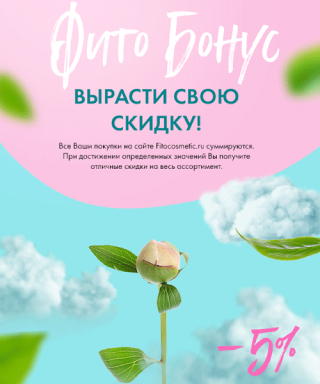 Фито Бонус
ВЫРАСТИ СВОЮ
СКИДКУ!
Все Ваши покупки на сайте Fitocosmetic.ru суммируются.
При достижении определенных значений Вы получите
отличные скидки на весь ассортимент.
-5%